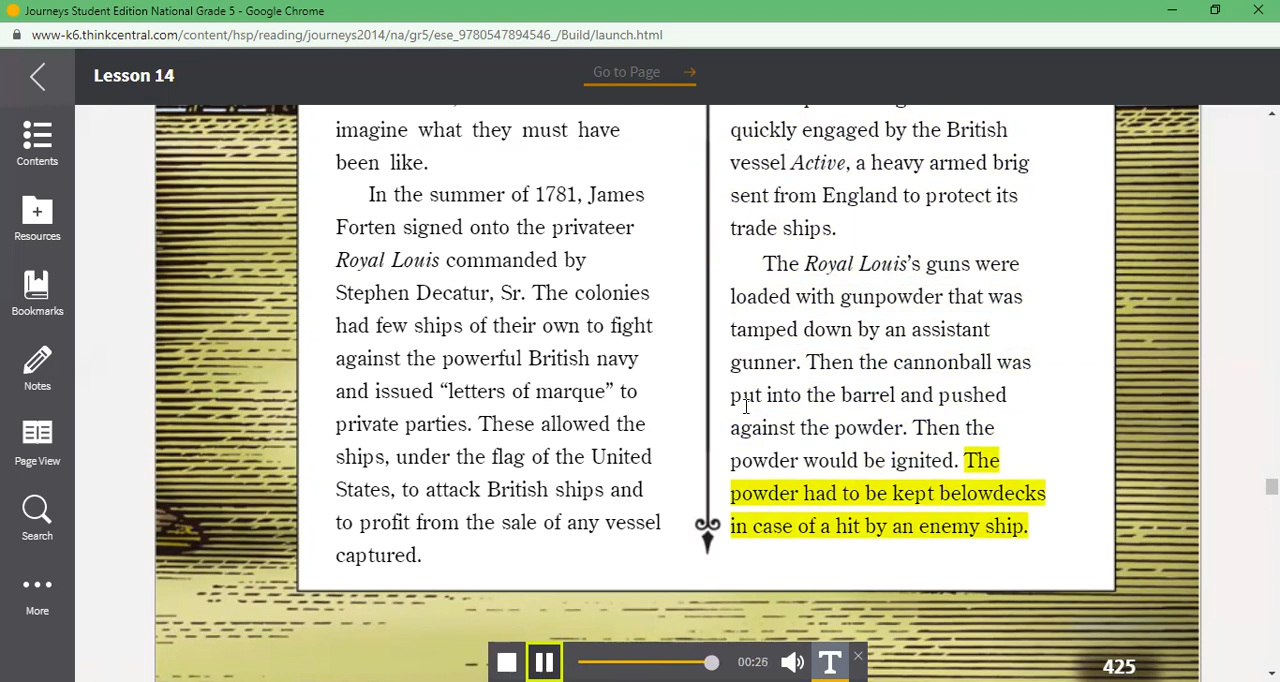 Journeys Student Edition National Grade 5 - Google Chrome
www-k6.thinkcentral.com/content/hsp/reading/journeys2014/na/gr5/ese_9780547894546_/Build/launch.html
Lesson 14
Go to Page →
Contents
Resources
Bookmarks
Notes
Page View
Search
More
imagine what they must have
been like.
In the summer of 1781, James
Forten signed onto the privateer
Royal Louis commanded by
Stephen Decatur, Sr. The colonies
had few ships of their own to fight
against the powerful British navy
and issued “letters of marque” to
private parties. These allowed the
ships, under the flag of the United
States, to attack British ships and
to profit from the sale of any vessel
captured.
quickly engaged by the British
vessel Active, a heavy armed brig
sent from England to protect its
trade ships.
The Royal Louis’s guns were
loaded with gunpowder that was
tamped down by an assistant
gunner. Then the cannonball was
put into the barrel and pushed
against the powder. Then the
powder would be ignited. The
powder had to be kept belowdecks
in case of a hit by an enemy ship.
00:26
T
425